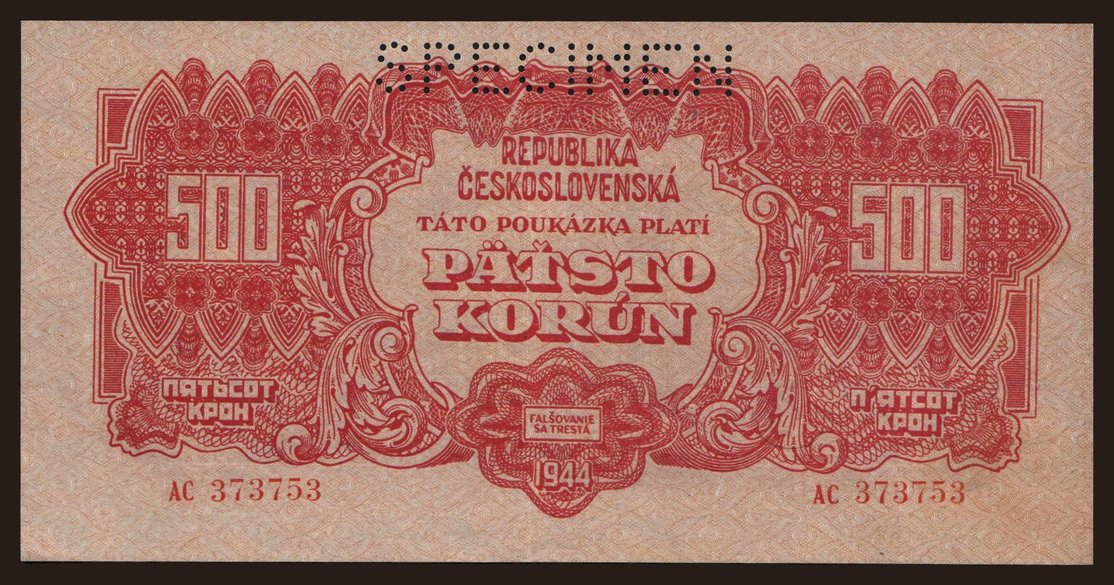 SPECIMEN
REPUBLIKA
ČESKOSLOVENSKÁ
TÁTO POUKÁZKA PLATÍ
PÄŤSTO
KORÚN
500
500
ПЯТЬСОТ
КРОН
П'ЯТСОТ
КРОН
FALŠOVANIE
SA TRESTÁ
1944
AC 373753
AC 373753